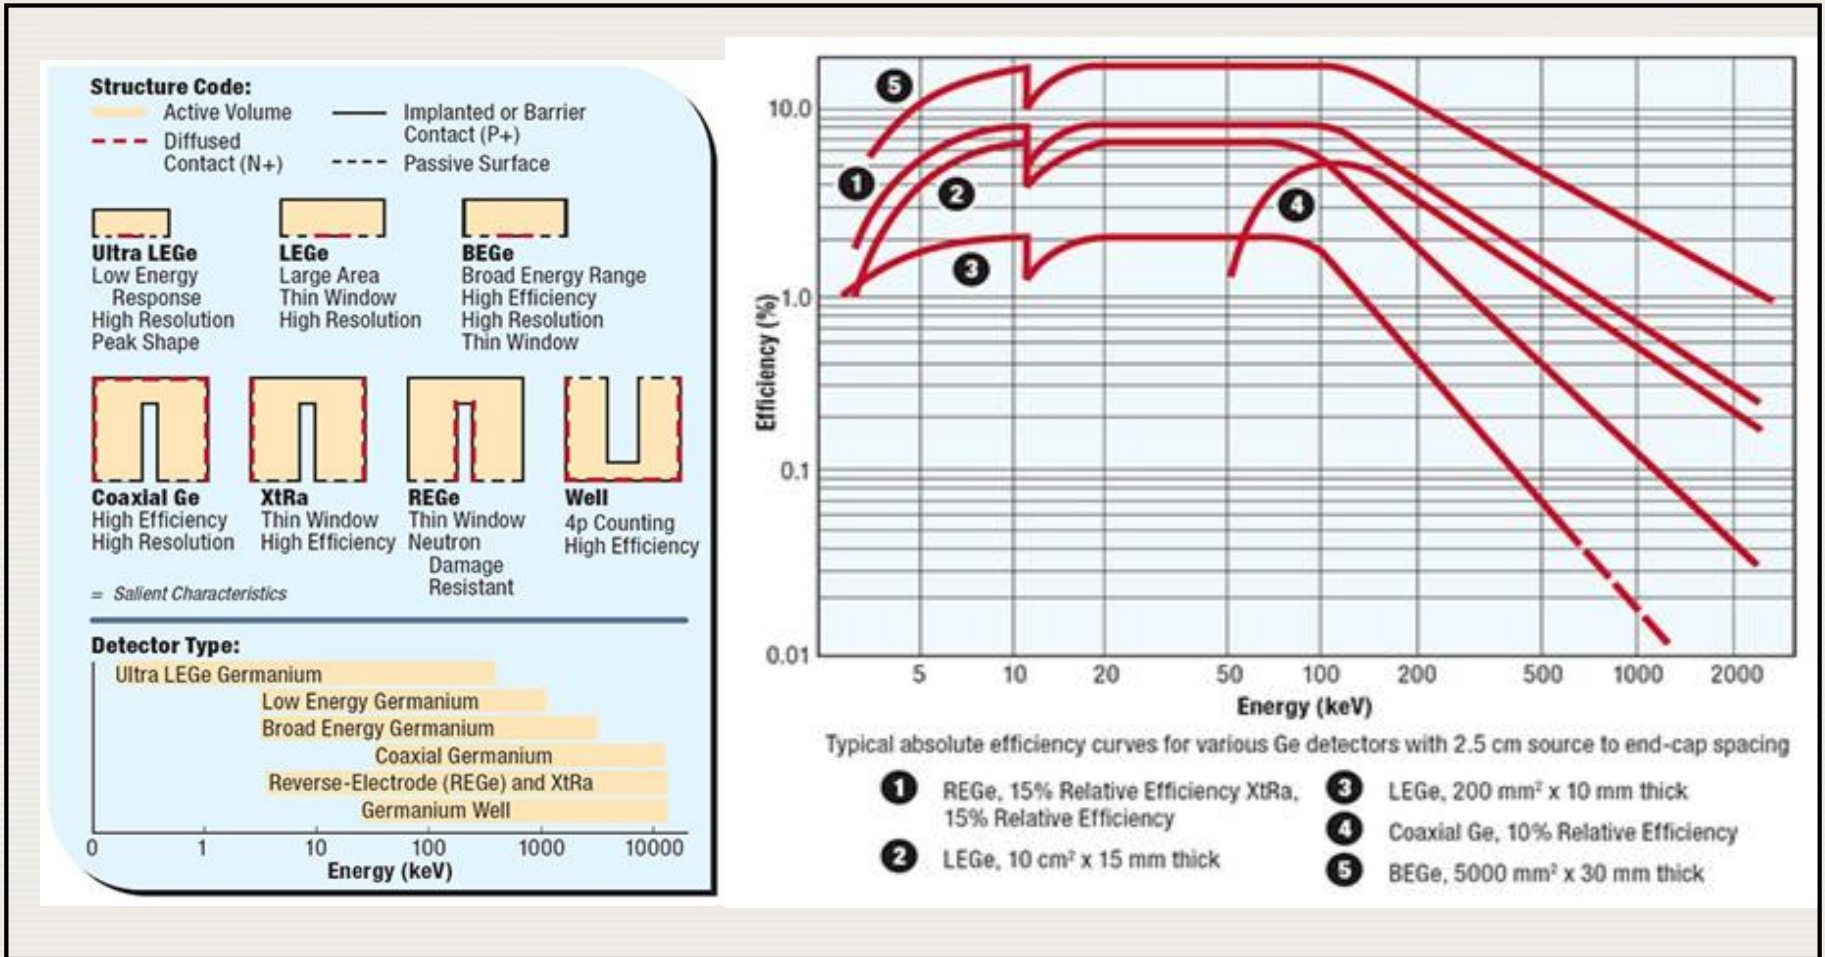 Structure Code:
Active Volume
Implanted or Barrier
Contact (P+)
Diffused
Contact (N+)
Passive Surface
Ultra LEGe
Low Energy
Response
High Resolution
Peak Shape
LEGe
Large Area
Thin Window
High Resolution
BEGe
Broad Energy Range
High Efficiency
High Resolution
Thin Window
Coaxial Ge
High Efficiency
High Resolution
XtRa
Thin Window
High Efficiency
REGe
Thin Window
Neutron
Damage
Resistant
Well
4p Counting
High Efficiency
= Salient Characteristics
Detector Type:
Ultra LEGe Germanium
Low Energy Germanium
Broad Energy Germanium
Coaxial Germanium
Reverse-Electrode (REGe) and XtRa
Germanium Well
0 1 10 100 1000 10000
Energy (keV)
Efficiency (%)
10.0
1.0
0.1
0.01
5
1
2
4
3
5 10 20 50 100 200 500 1000 2000
Energy (keV)
Typical absolute efficiency curves for various Ge detectors with 2.5 cm source to end-cap spacing
1 REGe, 15% Relative Efficiency XtRa,
15% Relative Efficiency
2 LEGe, 10 cm² x 15 mm thick
3 LEGe, 200 mm² x 10 mm thick
4 Coaxial Ge, 10% Relative Efficiency
5 BEGe, 5000 mm² x 30 mm thick